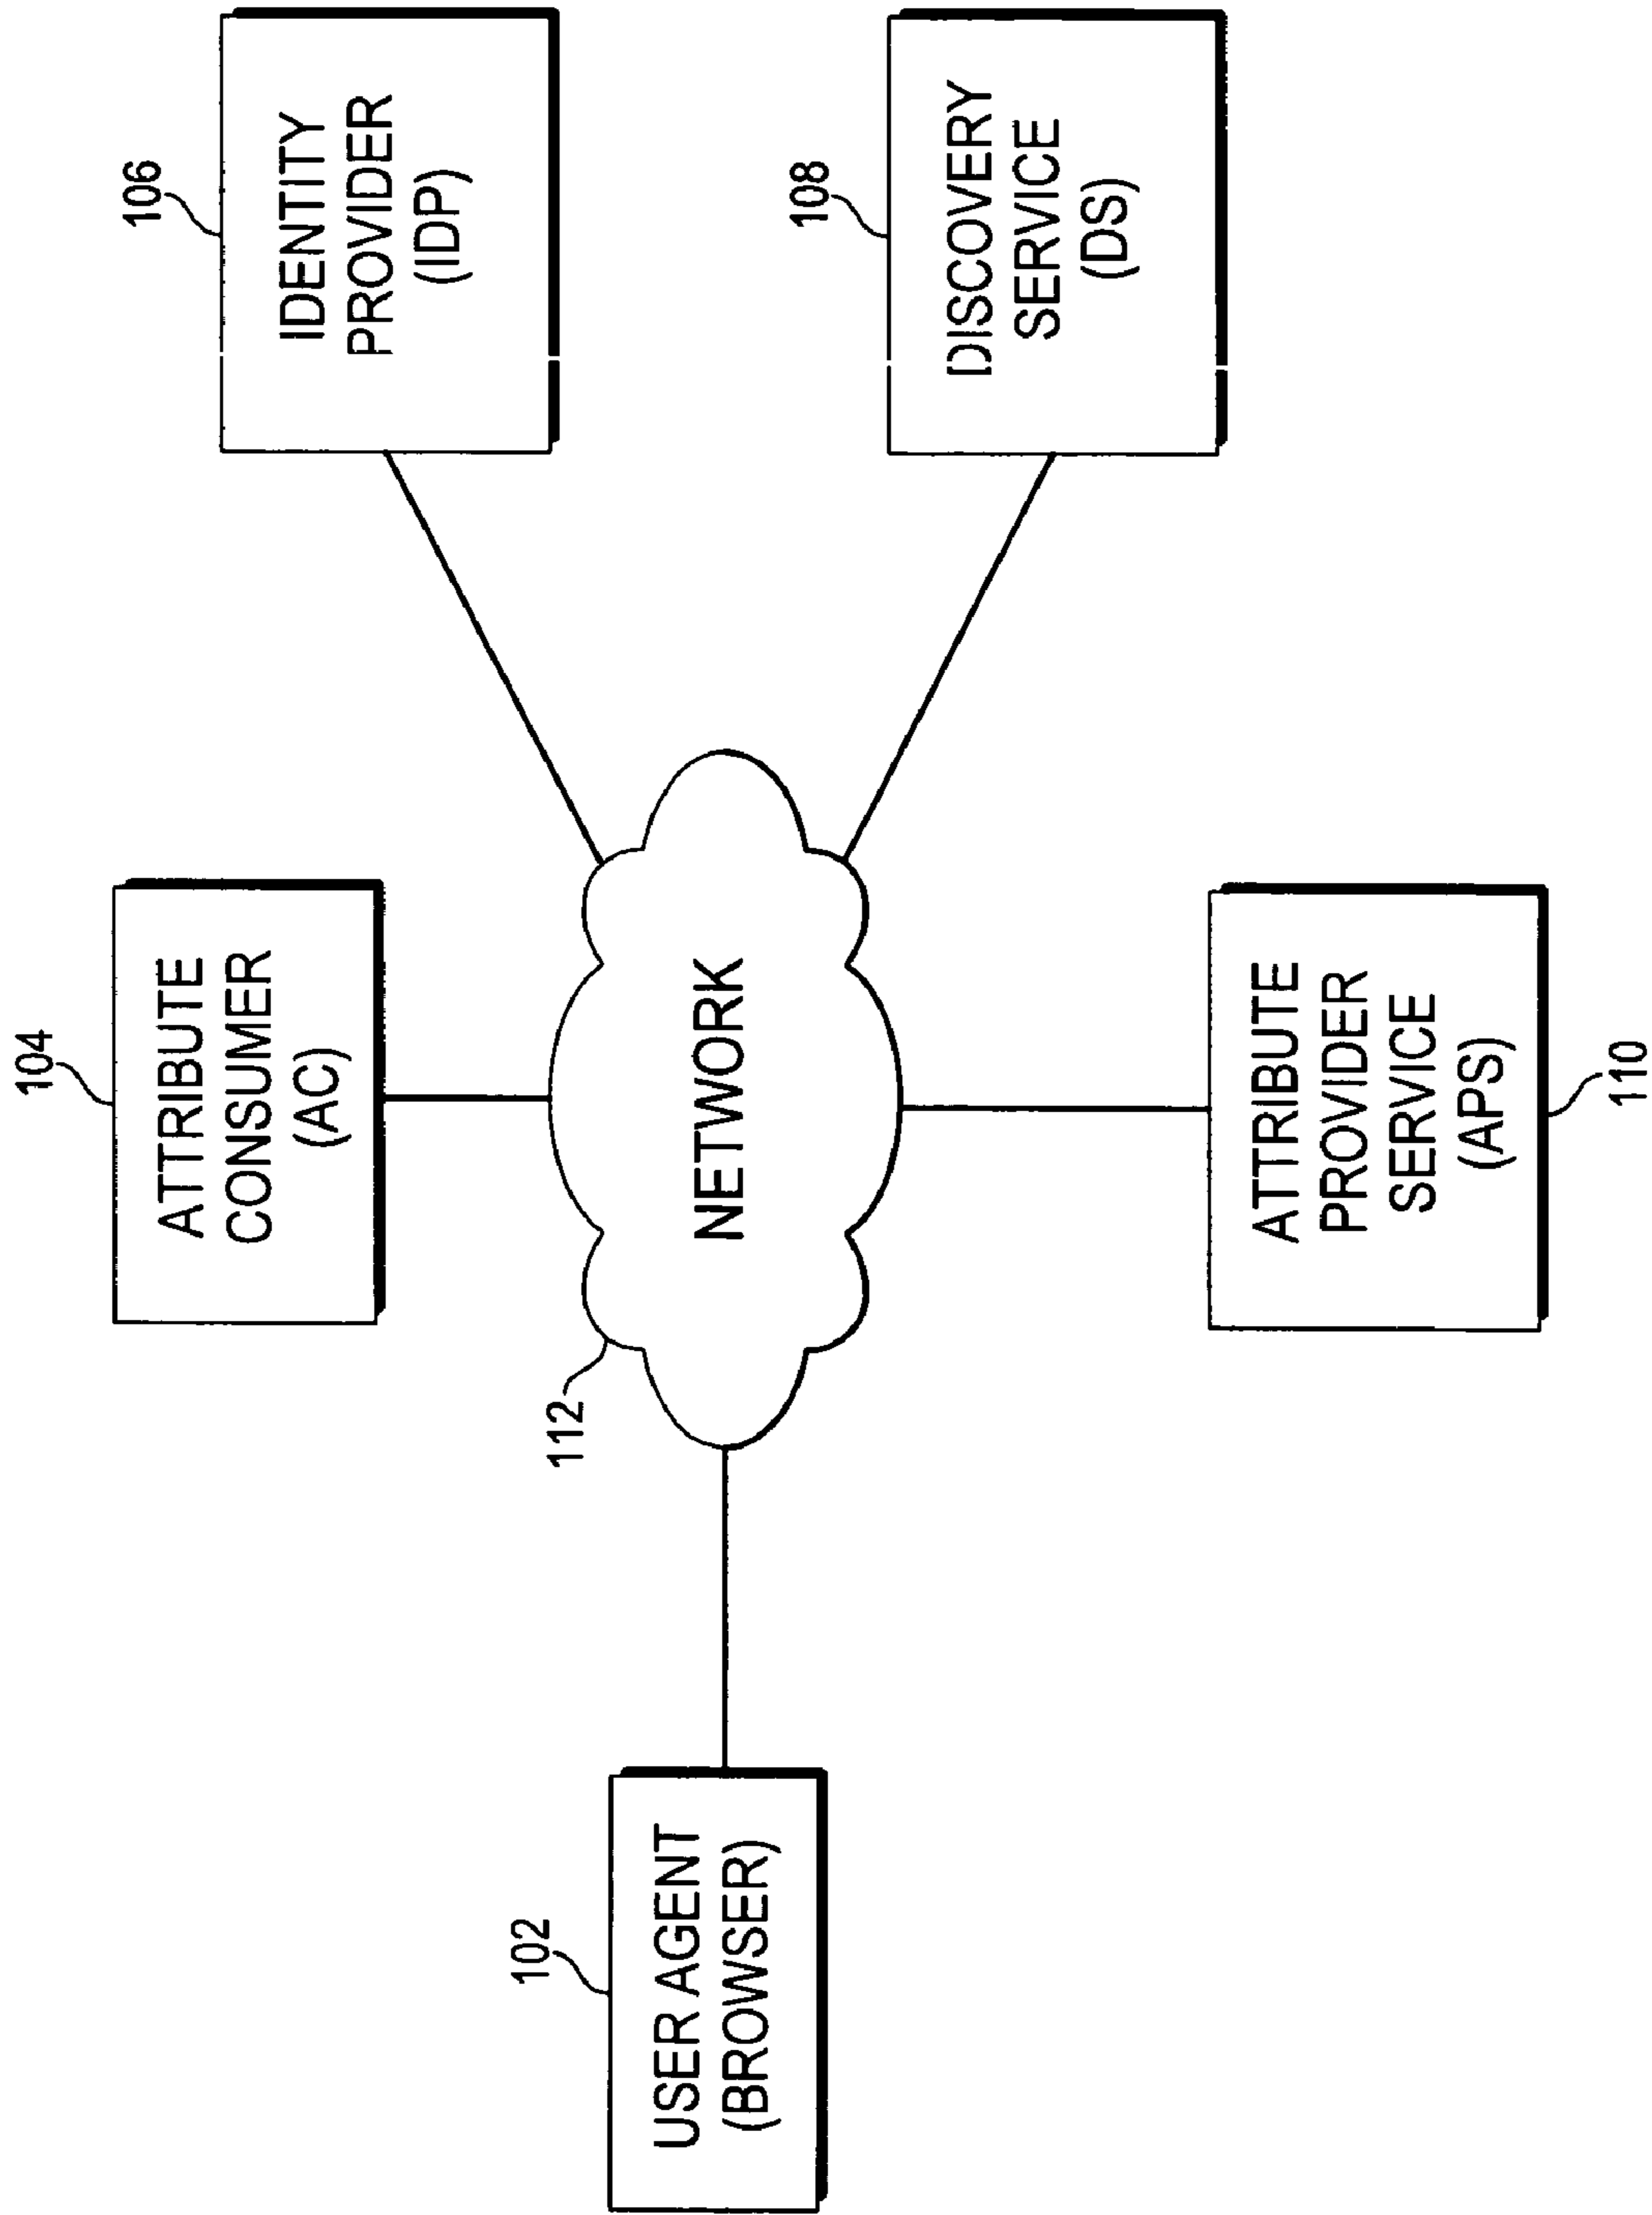 104
ATTRIBUTE
CONSUMER
(AC)
106
IDENTITY
PROVIDER
(IDP)
102
USER AGENT
(BROWSER)
112
NETWORK
108
DISCOVERY
SERVICE
(DS)
ATTRIBUTE
PROVIDER
SERVICE
(APS)
110